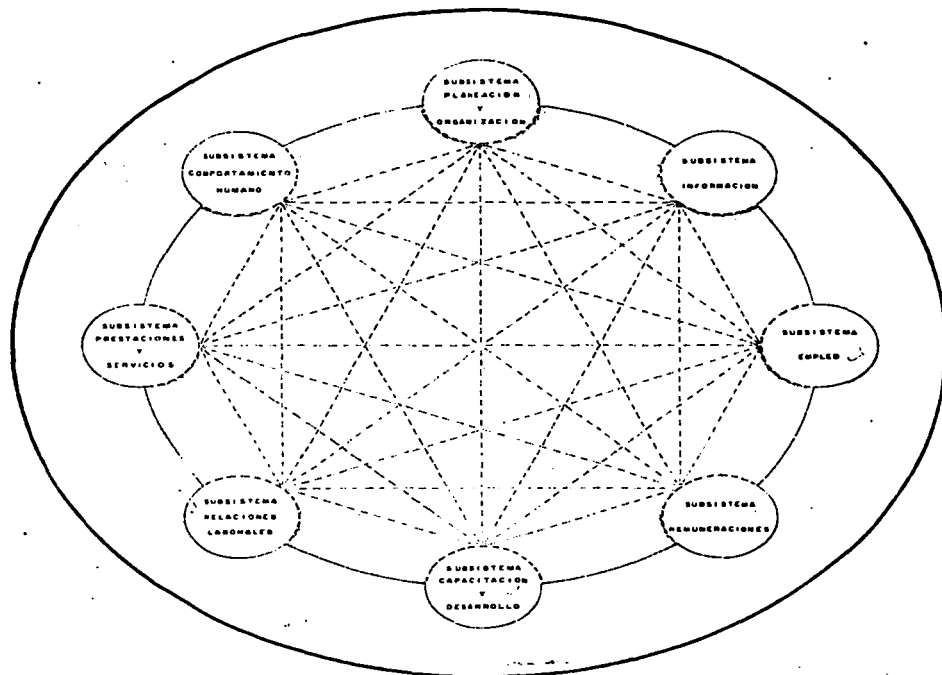 SUBSISTEMA
PLANEACION
Y
ORGANIZACION
SUBSISTEMA
COMPORTAMIENTO
HUMANO
SUBSISTEMA
INFORMACION
SUBSISTEMA
PRESTACIONES
Y
SERVICIOS
SUBSISTEMA
EMPLEO
SUBSISTEMA
RELACIONES
LABORALES
SUBSISTEMA
REMUNERACIONES
SUBSISTEMA
CAPACITACION
Y
DESARROLLO